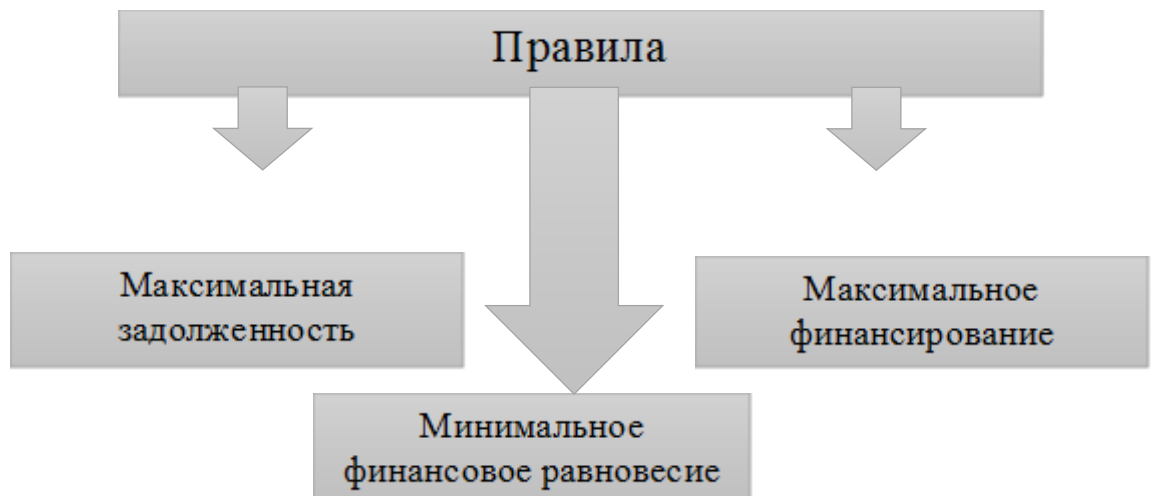 Правила
Максимальная
задолженность
Максимальное
финансирование
Минимальное
финансовое равновесие